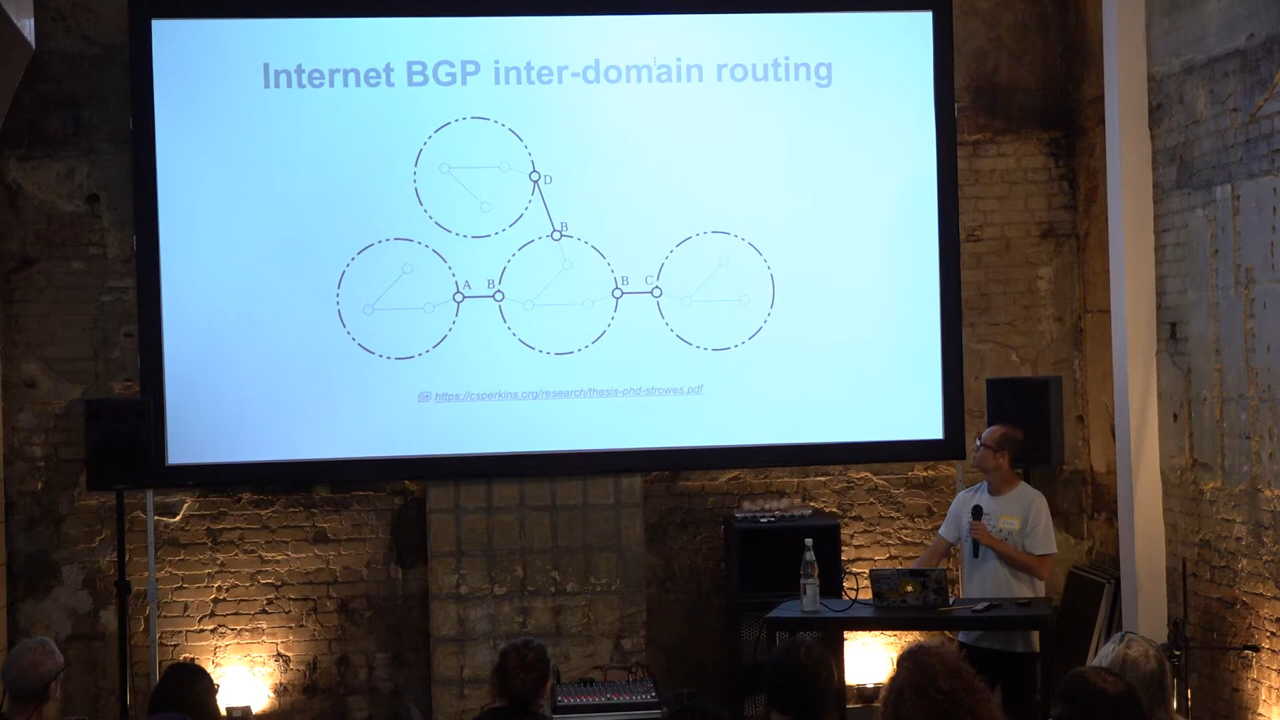 Internet BGP inter-domain routing
D
B
A B B C
https://csperkins.org/research/thesis-phd-strowes.pdf